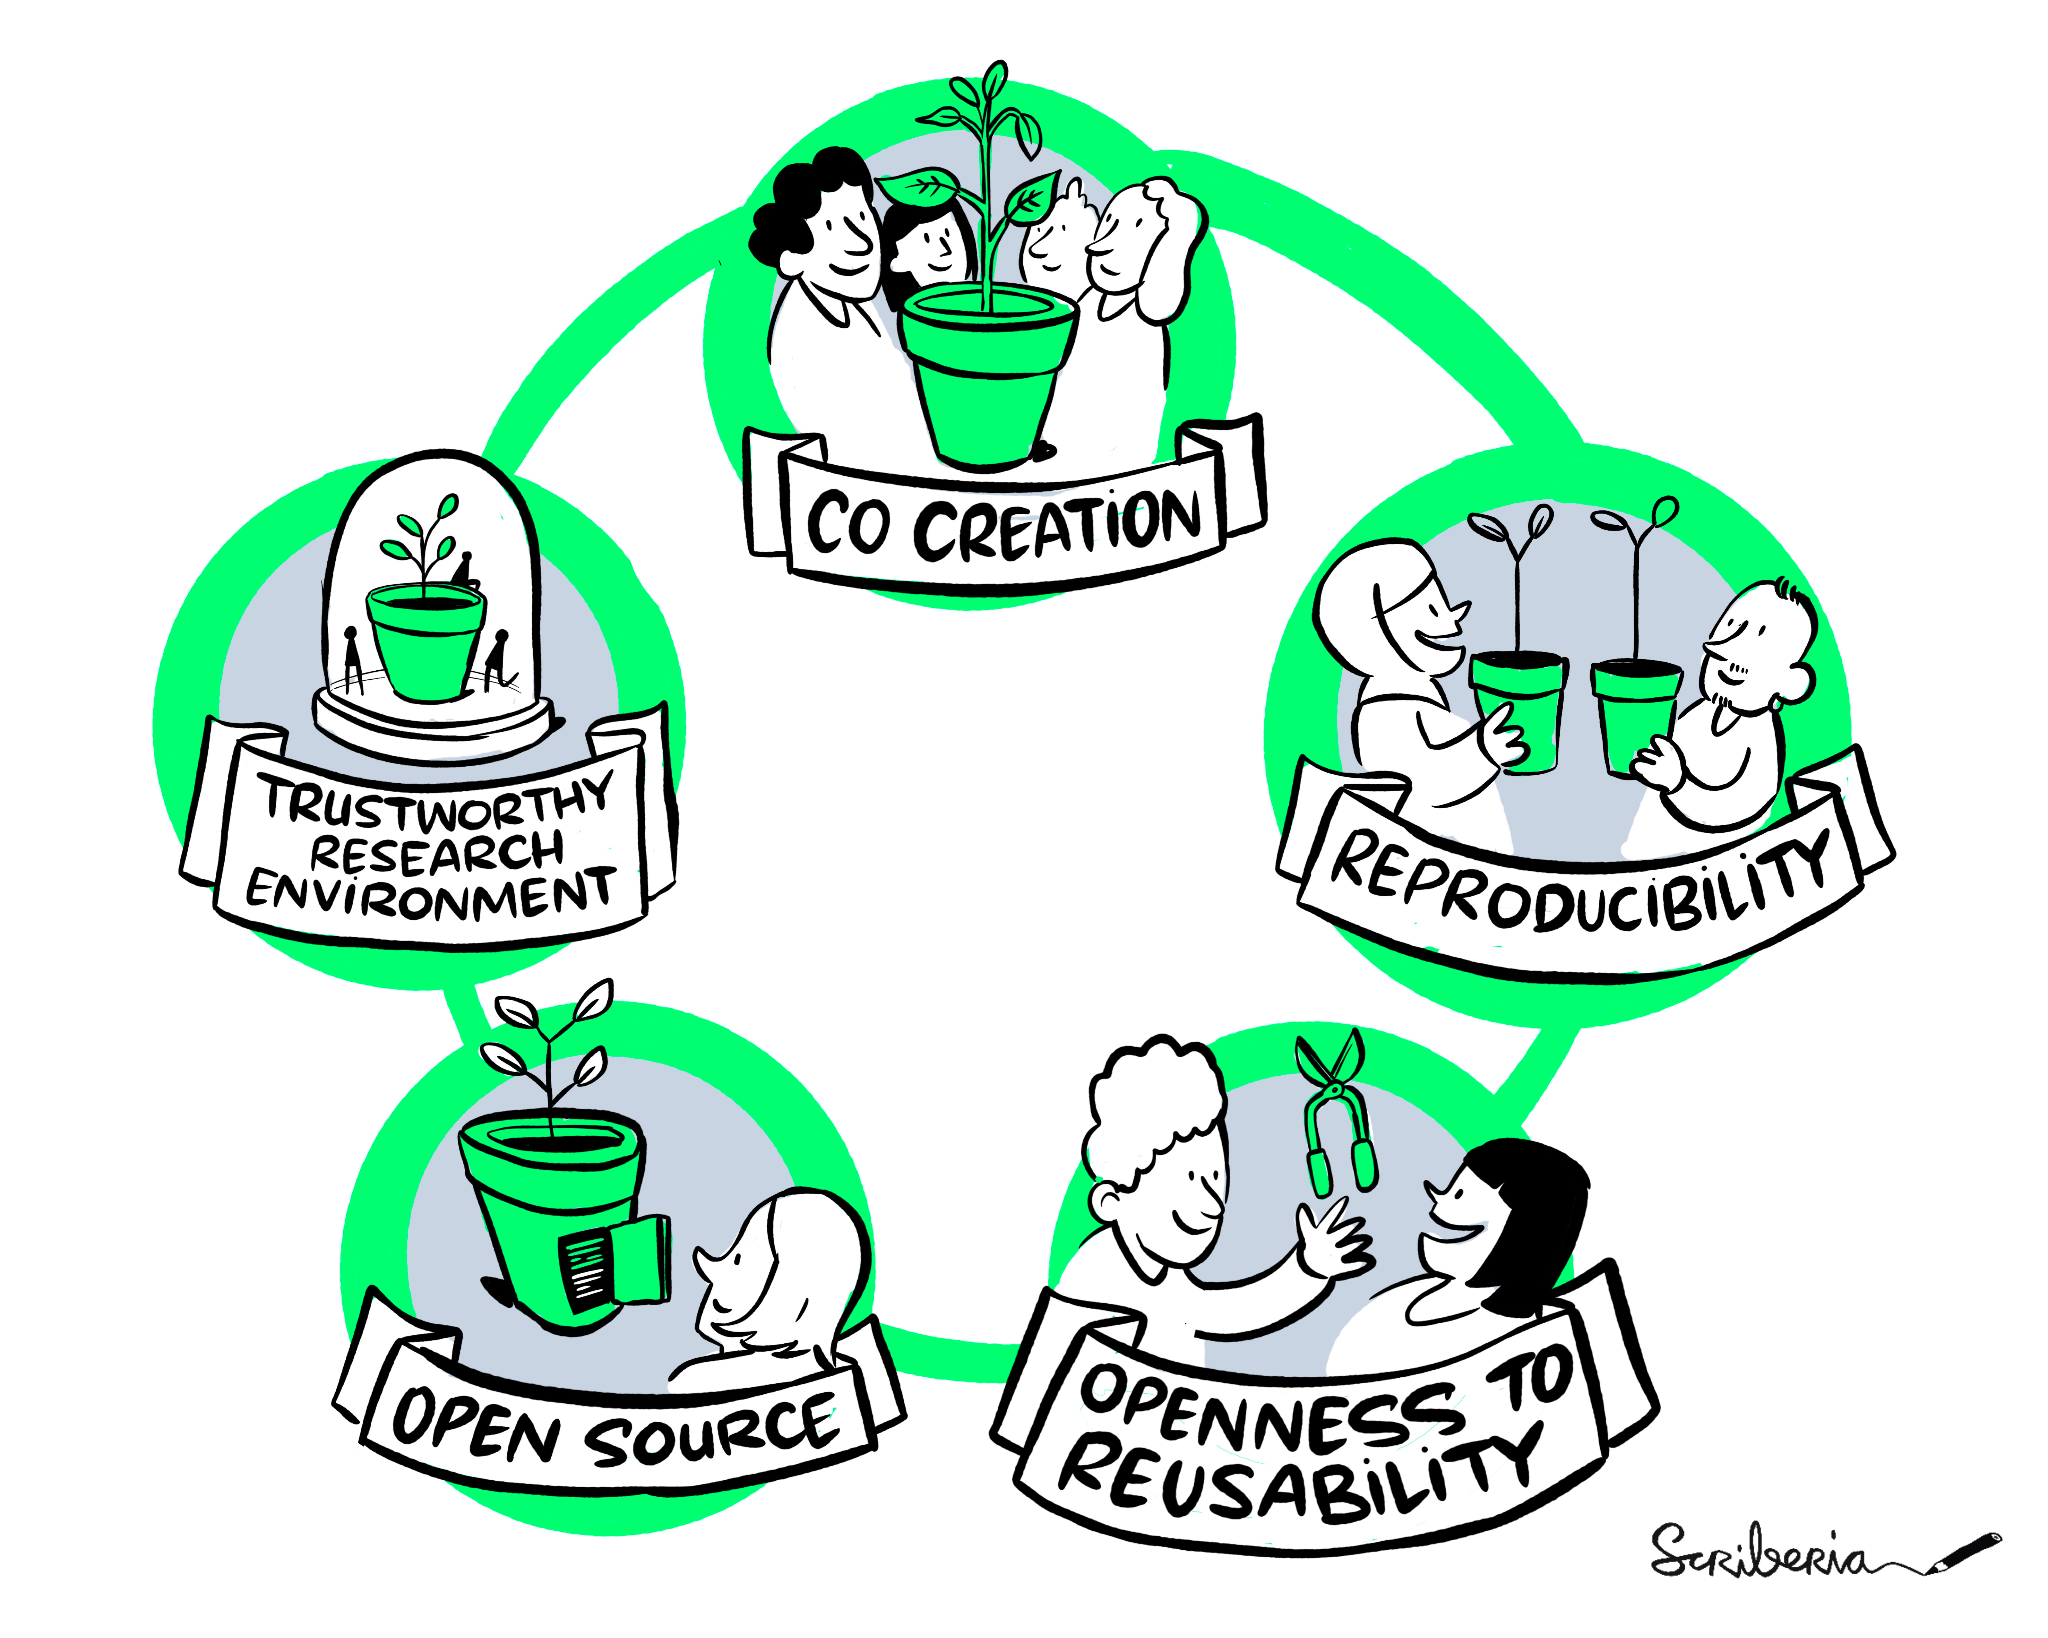 CO CREATION
TRUSTWORTHY
RESEARCH
ENVIRONMENT
REPRODUCIBILITY
OPEN SOURCE
OPENNESS TO
REUSABILITY
Scriberia